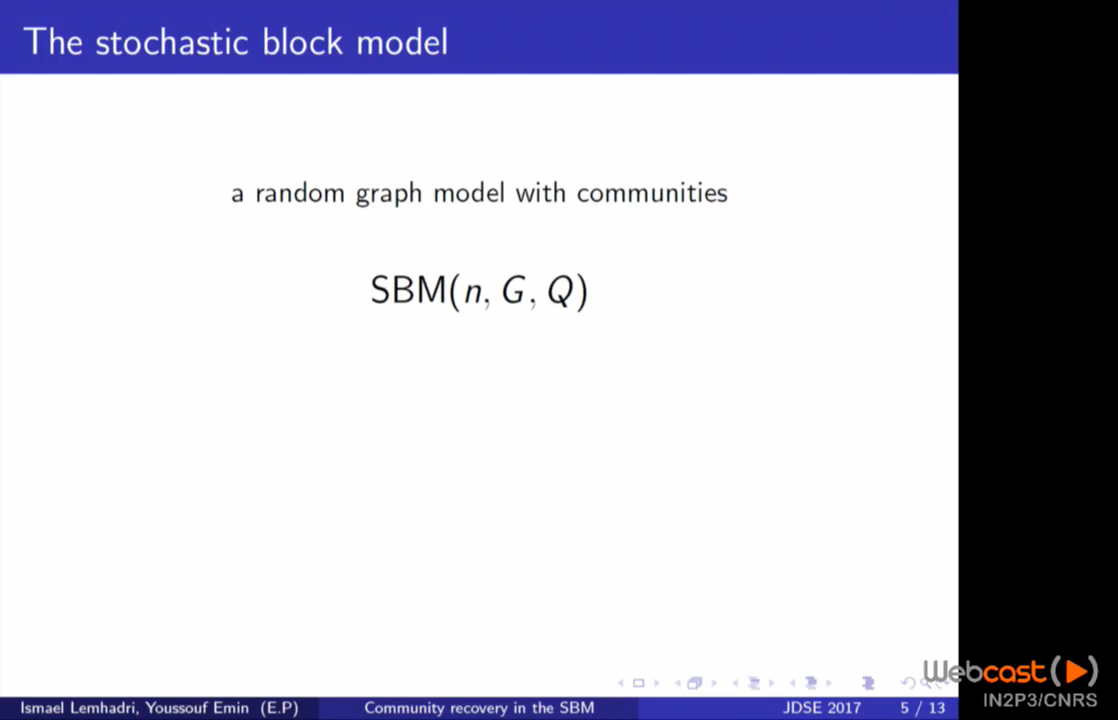 The stochastic block model
a random graph model with communities
SBM(n, G, Q)
Webcast
IN2P3/CNRS
Ismael Lemhadri, Youssouf Emin (E.P) Community recovery in the SBM JDSE 2017 5 / 13